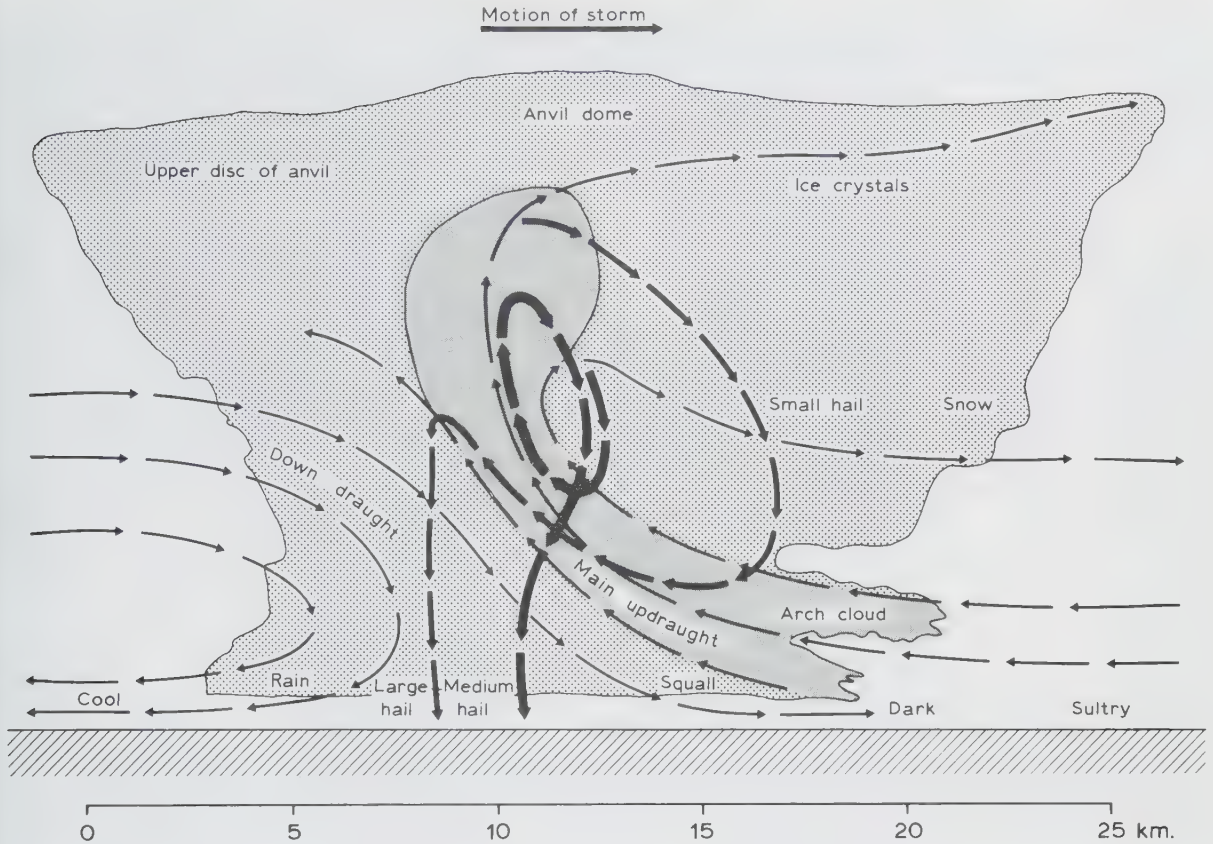 Motion of storm
Anvil dome
Upper disc of anvil
Ice crystals
Small hail
Snow
Down draught
Main updraught
Arch cloud
Rain
Large
hail
Medium
hail
Squall
Cool
Dark
Sultry
0 5 10 15 20 25 km.